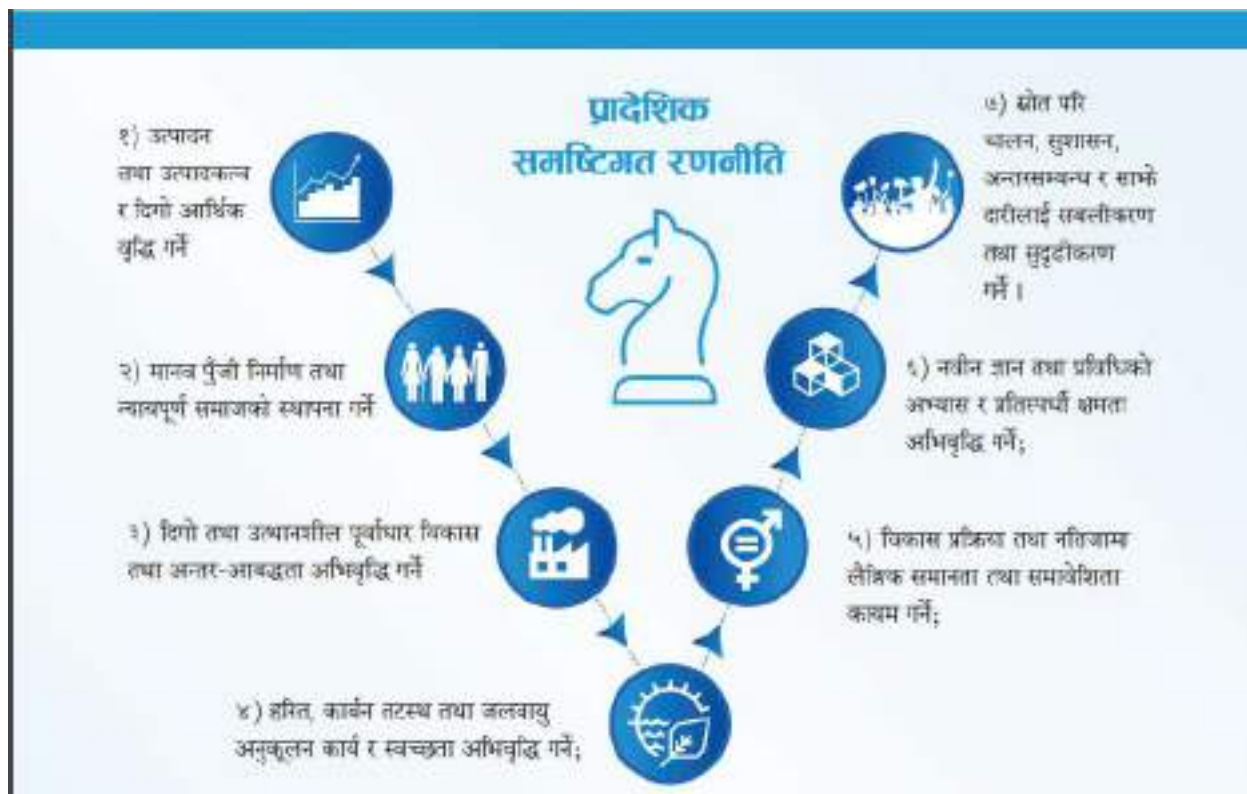 प्रादेशिक
समष्टिगत रणनीति
१) उत्पादन
तथा उत्पादकत्व
र दिगो आर्थिक
वृद्धि गर्ने
२) मानव पुँजी निर्माण तथा
न्यायपूर्ण समाजको स्थापना गर्ने
३) दिगो तथा उत्थानशील पूर्वाधार विकास
तथा अन्तर-आबद्धता अभिवृद्धि गर्ने
४) हरित, कार्बन तटस्थ तथा जलवायु
अनुकूलन कार्य र स्वच्छता अभिवृद्धि गर्ने;
५) विकास प्रक्रिया तथा नतिजामा
लैङ्गिक समानता तथा समावेशिता
कायम गर्ने;
६) नवीन ज्ञान तथा प्रविधिको
अभ्यास र प्रतिस्पर्धी क्षमता
अभिवृद्धि गर्ने;
७) स्रोत परि
चालन, सुशासन,
अन्तरसम्बन्ध र साझे
दारीलाई सबलीकरण
तथा सुदृढीकरण
गर्ने ।